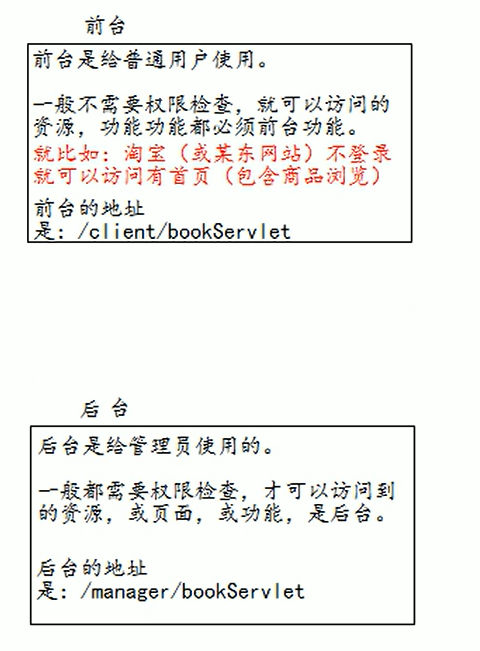 前台
前台是给普通用户使用。
一般不需要权限检查，就可以访问的
资源，功能功能都必须前台功能。
就比如：淘宝（或某东网站）不登录
就可以访问有首页（包含商品浏览）
前台的地址
是：/client/bookServlet
后 台
后台是给管理员使用的。
一般都需要权限检查，才可以访问到
的资源，或页面，或功能，是后台。
后台的地址
是：/manager/bookServlet